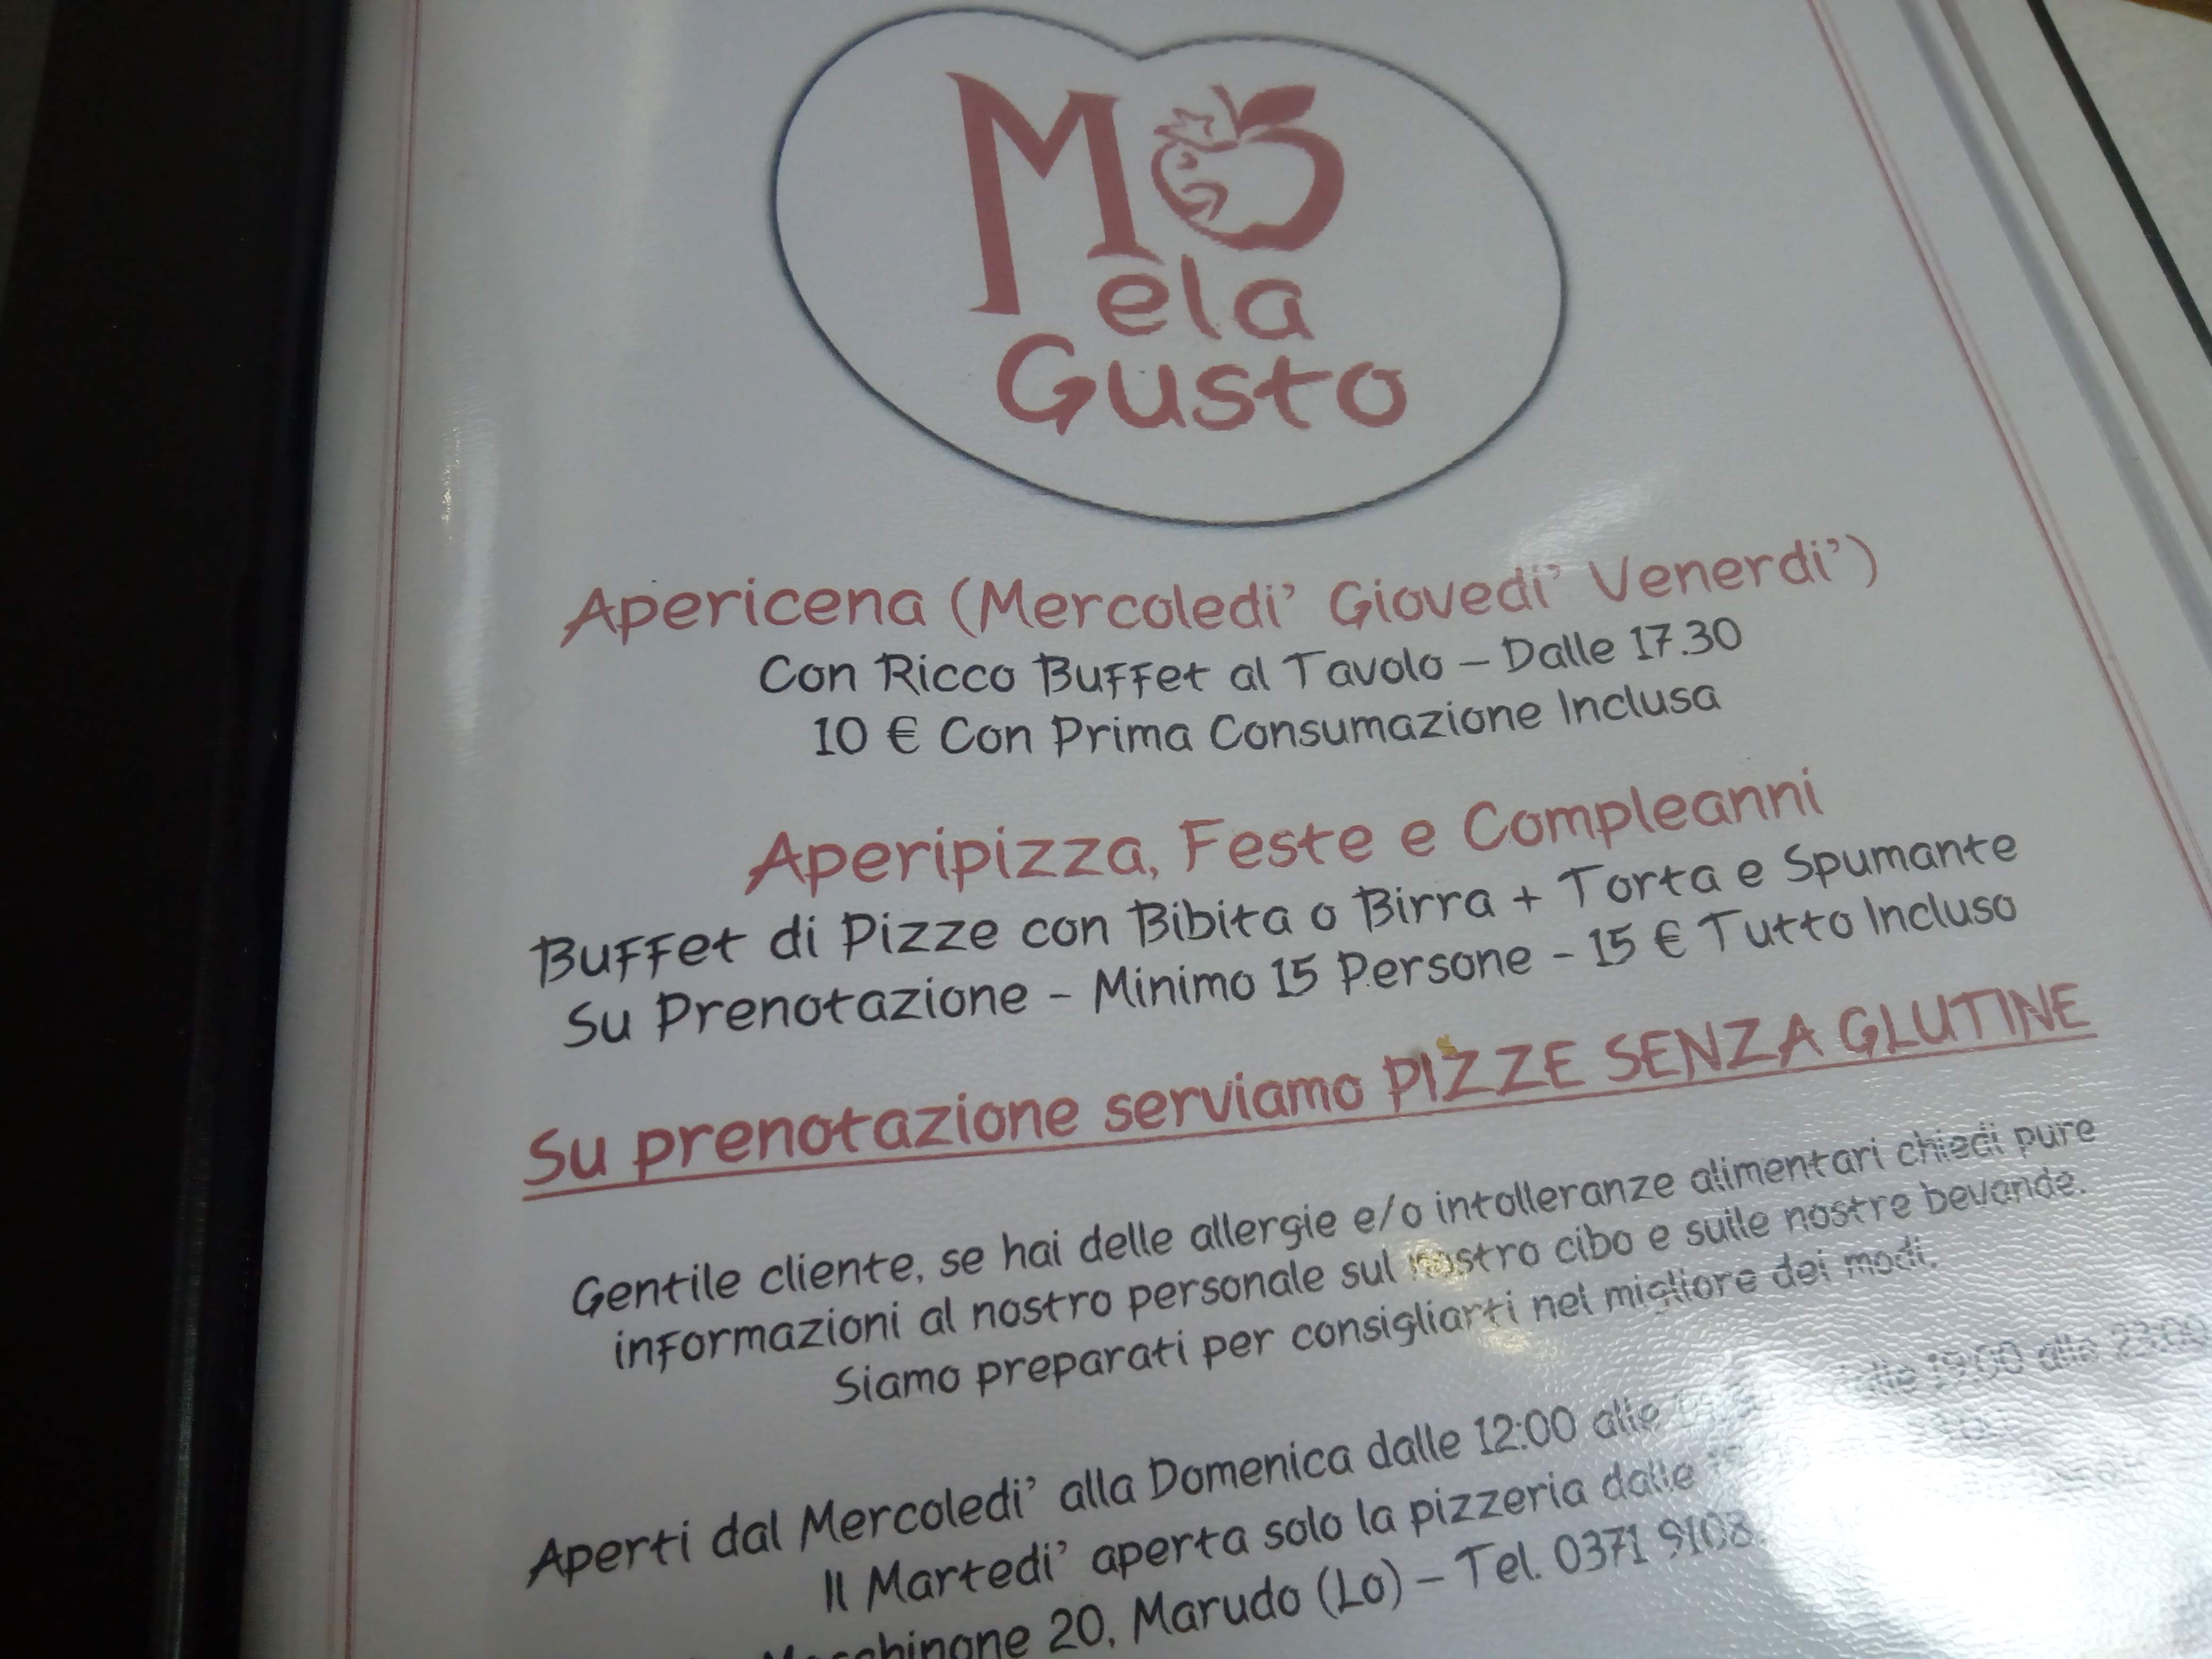 Mela
Gusto
Apericena (Mercoledi' Giovedi' Venerdi')
Con Ricco Buffet al Tavolo – Dalle 17.30
10 € Con Prima Consumazione Inclusa
Aperipizza, Feste e Compleanni
Buffet di Pizze con Bibita o Birra + Torta e Spumante
Su Prenotazione – Minimo 15 Persone – 15 € Tutto Incluso
Su prenotazione serviamo PIZZE SENZA GLUTINE
Gentile cliente, se hai delle allergie e/o intolleranze alimentari chiedi pure
informazioni al nostro personale sul nostro cibo e sulle nostre bevande.
Siamo preparati per consigliarti nel migliore dei modi.
Aperti dal Mercoledi' alla Domenica dalle 12:00 alle dalle 19:00 alle
Il Martedi' aperta solo la pizzeria dalle
20, Marudo (Lo) – Tel. 0371